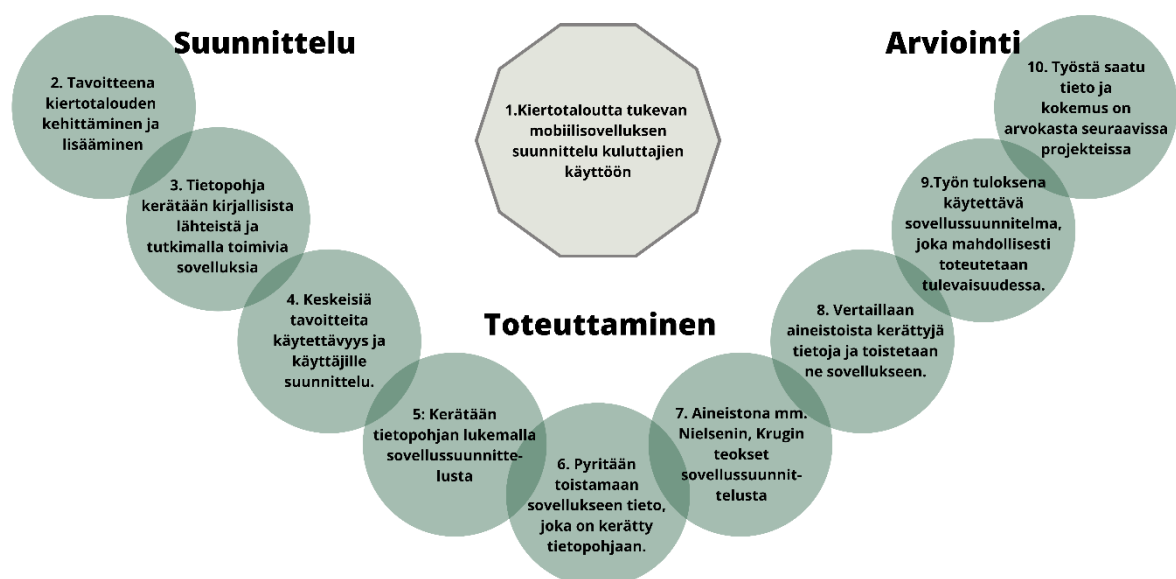 Suunnittelu
Arviointi
1.Kiertotaloutta tukevan
mobiilisovelluksen
suunnittelu kuluttajien
käyttöön
2. Tavoitteena
kiertotalouden
kehittäminen ja
lisääminen
3. Tietopohja
kerätään kirjallisista
lähteistä ja
tutkimalla toimivia
sovelluksia
4. Keskeisiä
tavoitteita
käytettävyys ja
käyttäjille
suunnittelu.
Toteuttaminen
5: Kerätään
tietopohjan lukemalla
sovellussuunnitte-
lusta
6. Pyritään
toistamaan
sovellukseen tieto,
joka on kerätty
tietopohjaan.
7. Aineistona mm.
Nielsenin, Krugin
teokset
sovellussuunnit-
telusta
8. Vertaillaan
aineistoista kerättyjä
tietoja ja toistetaan
ne sovellukseen.
9.Työn tuloksena
käytettävä
sovellussuunnitelma,
joka mahdollisesti
toteutetaan
tulevaisuudessa.
10. Työstä saatu
tieto ja
kokemus on
arvokasta seuraavissa
projekteissa